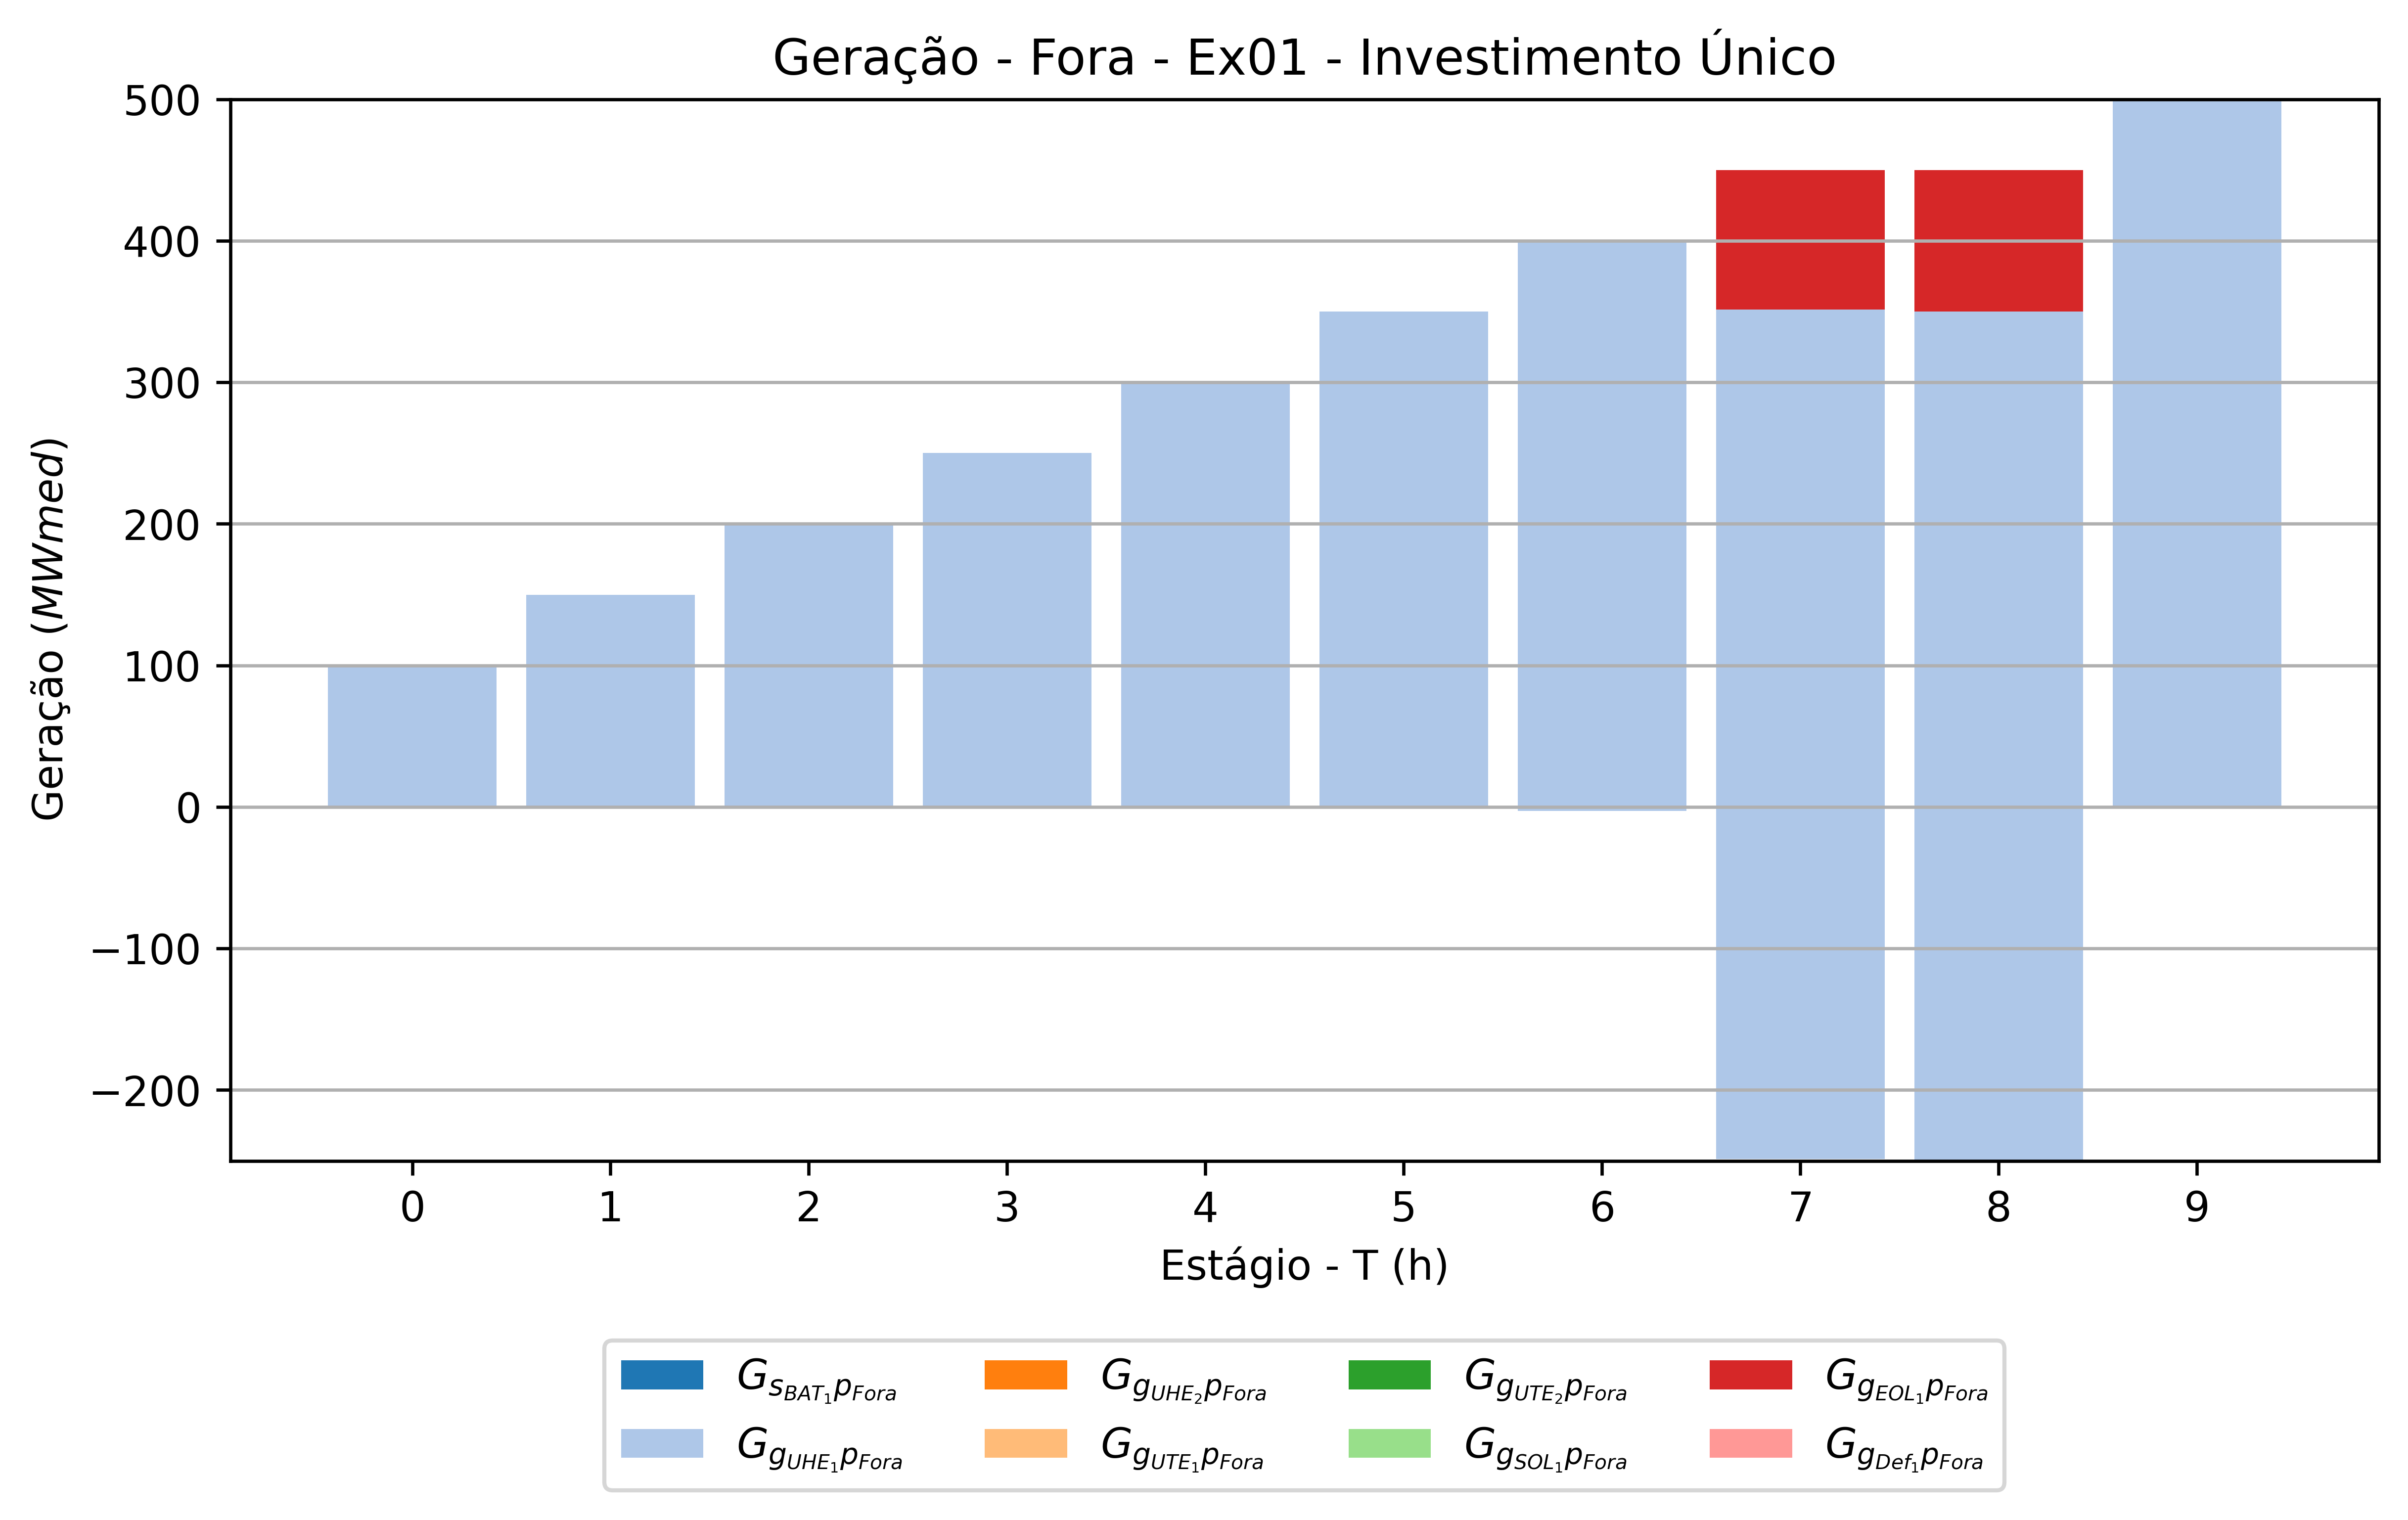 Geração - Fora - Ex01 - Investimento Único
500
400
300
200
100
0
−100
−200
Geração (MWmed)
0 1 2 3 4 5 6 7 8 9
Estágio - T (h)
G_{s_{BAT_1}p_{Fora}} G_{g_{UHE_2}p_{Fora}} G_{g_{UTE_2}p_{Fora}} G_{g_{EOL_1}p_{Fora}}
G_{g_{UHE_1}p_{Fora}} G_{g_{UTE_1}p_{Fora}} G_{g_{SOL_1}p_{Fora}} G_{g_{Def_1}p_{Fora}}